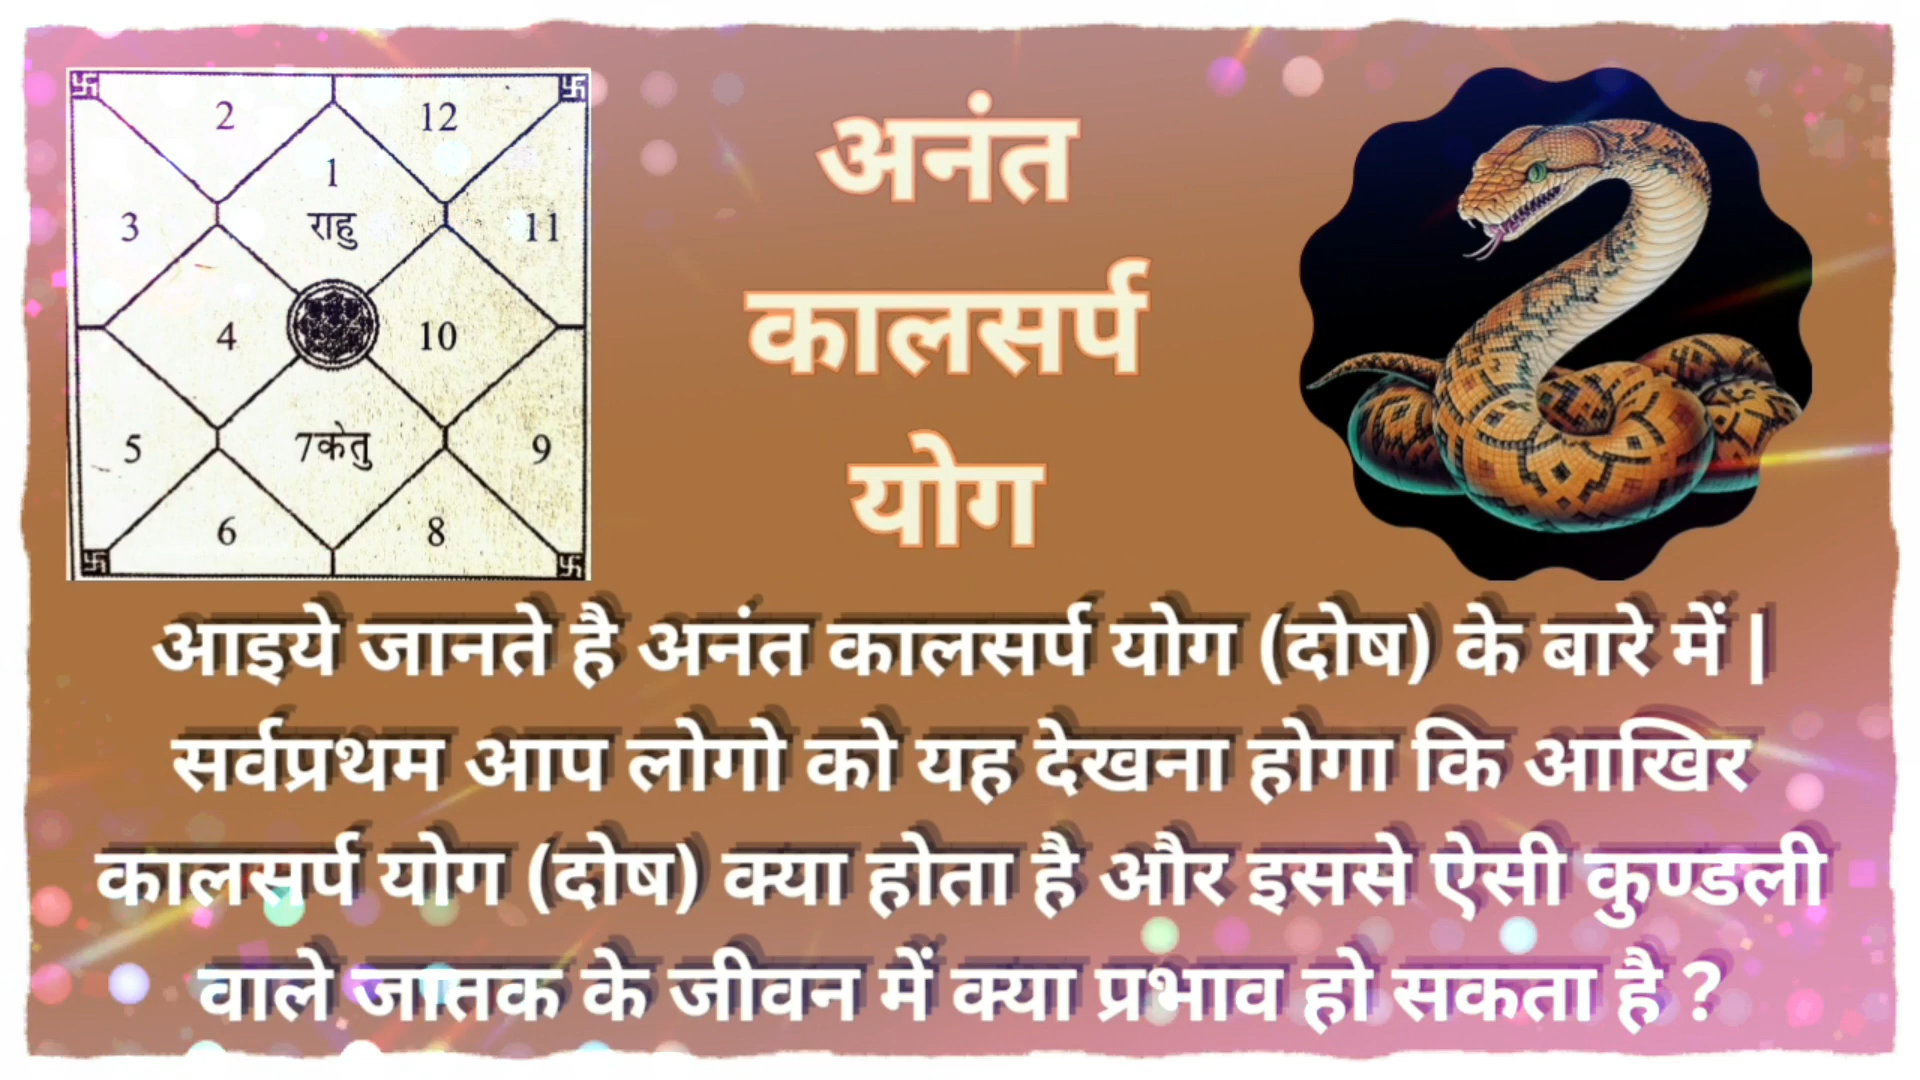 2
12
1
राहु
3
11
4
10
5
7केतु
9
6
8
अनंत
कालसर्प
योग
आइये जानते है अनंत कालसर्प योग (दोष) के बारे में |
सर्वप्रथम आप लोगो को यह देखना होगा कि आखिर
कालसर्प योग (दोष) क्या होता है और इससे ऐसी कुण्डली
वाले जातक के जीवन में क्या प्रभाव हो सकता है ?